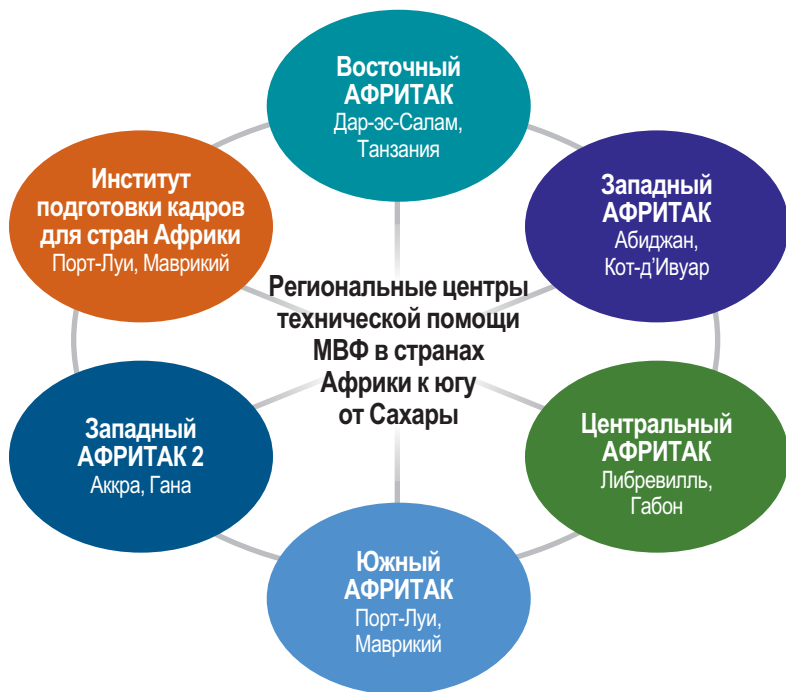 Восточный
АФРИТАК
Дар-эс-Салам,
Танзания
Западный
АФРИТАК
Абиджан,
Кот-д’Ивуар
Центральный
АФРИТАК
Либревилль,
Габон
Южный
АФРИТАК
Порт-Луи,
Маврикий
Западный
АФРИТАК 2
Аккра, Гана
Институт
подготовки кадров
для стран Африки
Порт-Луи, Маврикий
Региональные центры
технической помощи
МВФ в странах
Африки к югу
от Сахары